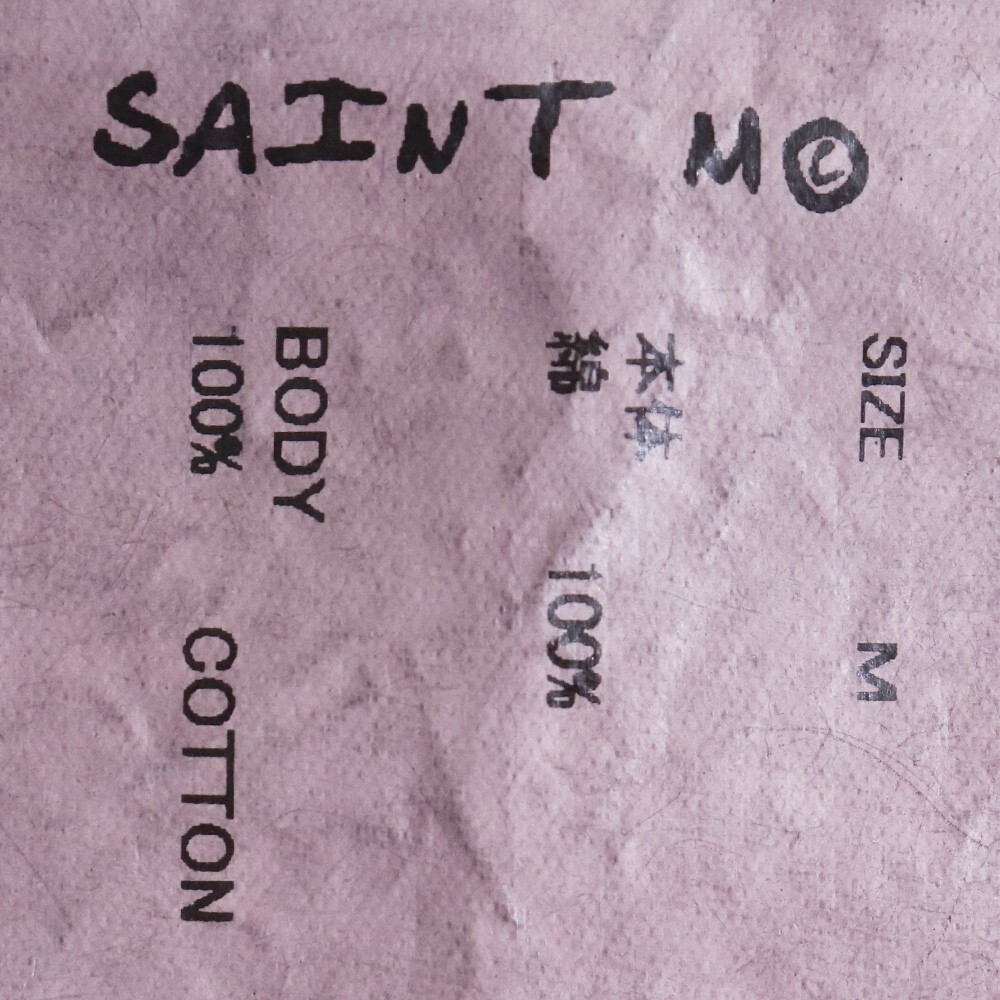 SAINT M©
SIZE M
本体
綿 100%
BODY
100% COTTON